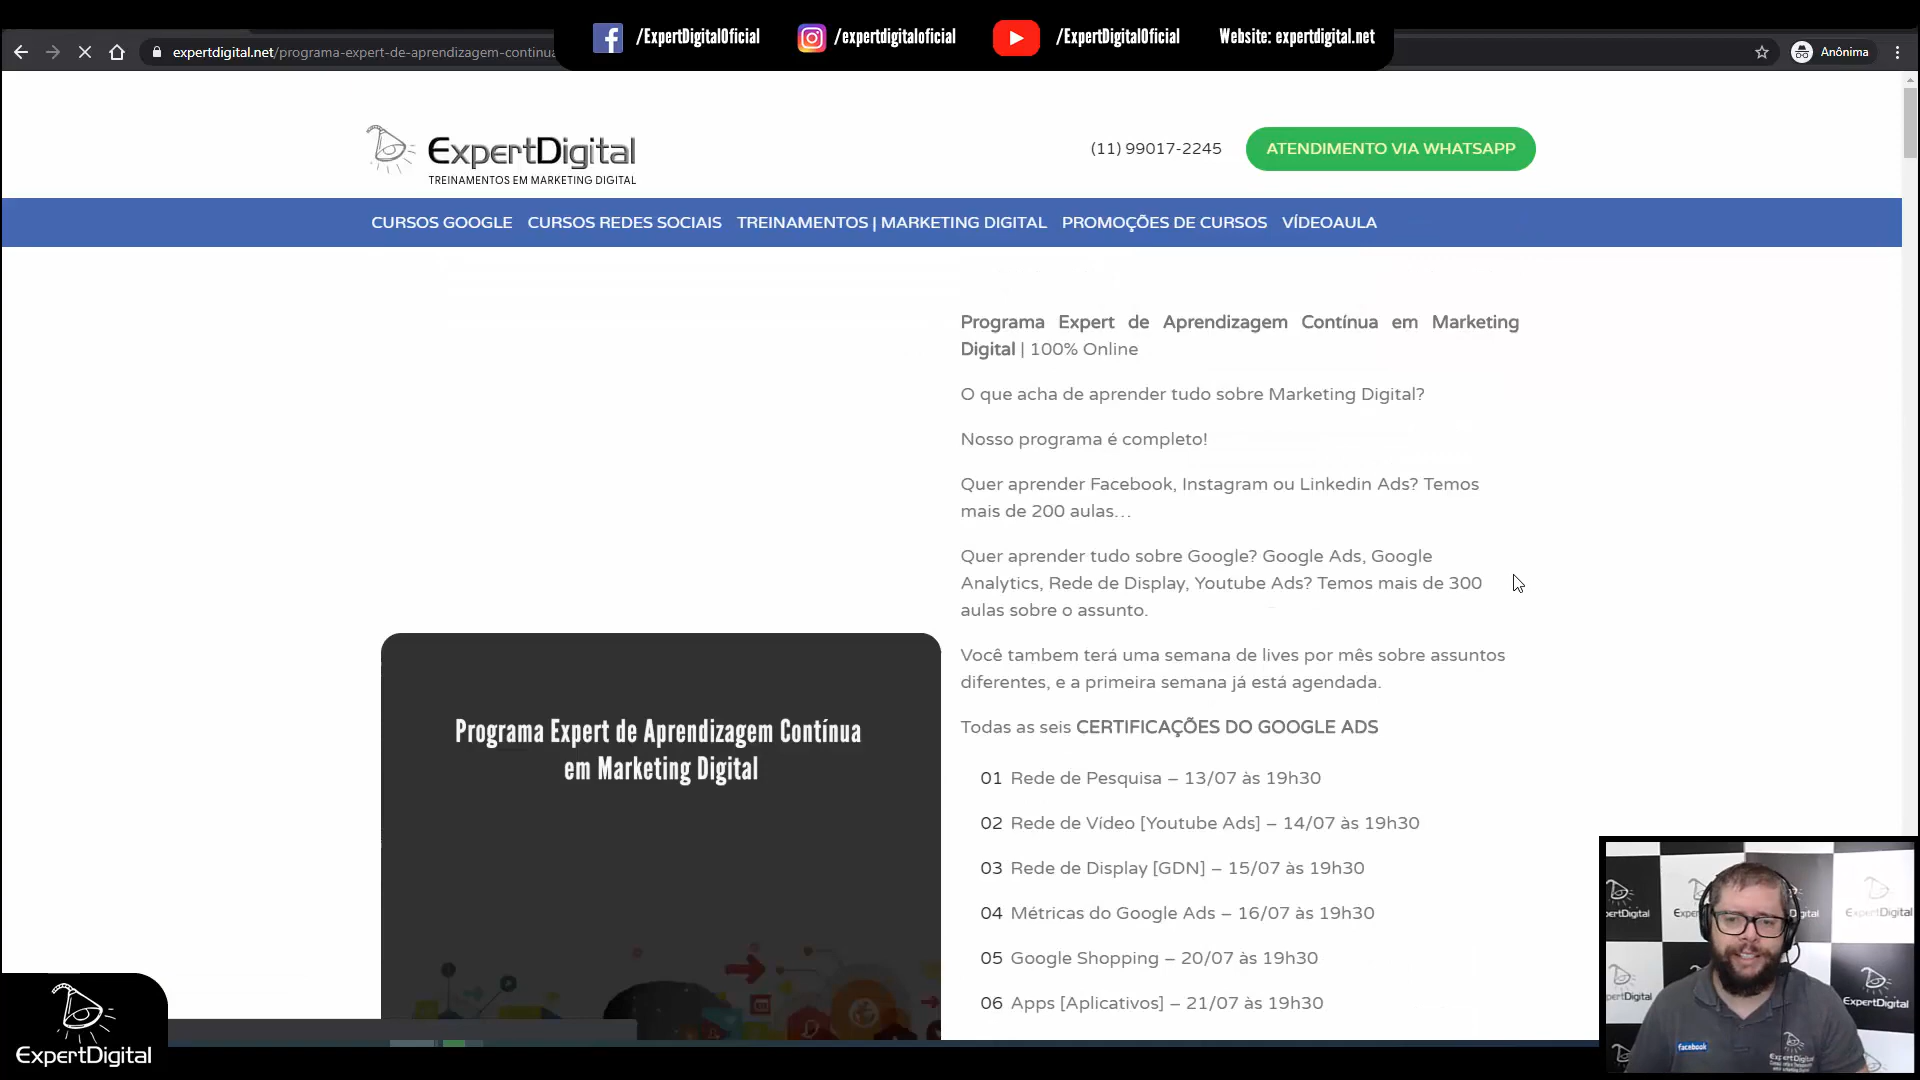 /ExpertDigitalOficial
/expertdigitaloficial
/ExpertDigitalOficial
Website: expertdigital.net
expertdigital.net/programa-expert-de-aprendizagem-continua
Anônima
ExpertDigital
TREINAMENTOS EM MARKETING DIGITAL
(11) 99017-2245
ATENDIMENTO VIA WHATSAPP
CURSOS GOOGLE CURSOS REDES SOCIAIS TREINAMENTOS | MARKETING DIGITAL PROMOÇÕES DE CURSOS VÍDEOAULA
Programa Expert de Aprendizagem Contínua em Marketing
Digital | 100% Online
O que acha de aprender tudo sobre Marketing Digital?
Nosso programa é completo!
Quer aprender Facebook, Instagram ou Linkedin Ads? Temos
mais de 200 aulas…
Quer aprender tudo sobre Google? Google Ads, Google
Analytics, Rede de Display, Youtube Ads? Temos mais de 300
aulas sobre o assunto.
Você tambem terá uma semana de lives por mês sobre assuntos
diferentes, e a primeira semana já está agendada.
Todas as seis CERTIFICAÇÕES DO GOOGLE ADS
01 Rede de Pesquisa – 13/07 às 19h30
02 Rede de Vídeo [Youtube Ads] – 14/07 às 19h30
03 Rede de Display [GDN] – 15/07 às 19h30
04 Métricas do Google Ads – 16/07 às 19h30
05 Google Shopping – 20/07 às 19h30
06 Apps [Aplicativos] – 21/07 às 19h30
Programa Expert de Aprendizagem Contínua
em Marketing Digital
ExpertDigital
ExpertDigital
ExpertDigital
facebook
ExpertDigital